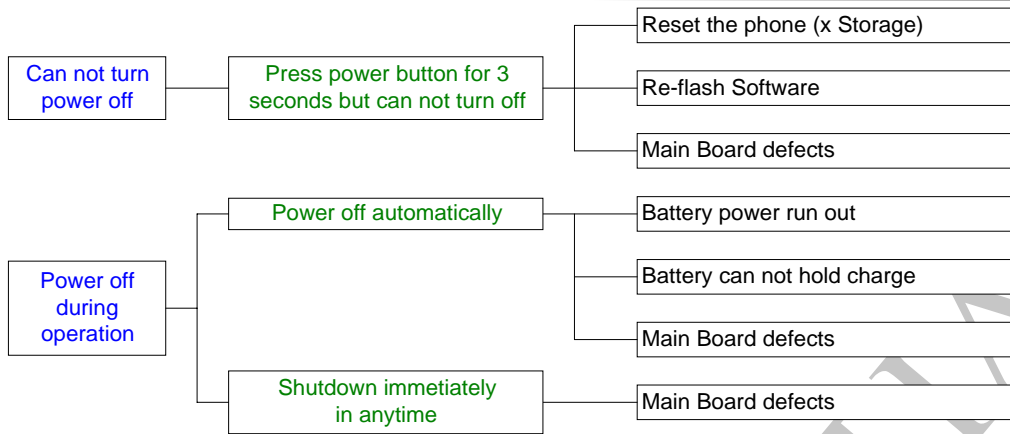 Can not turn
power off
Press power button for 3
seconds but can not turn off
Reset the phone (x Storage)
Re-flash Software
Main Board defects
Power off
during
operation
Power off automatically
Battery power run out
Battery can not hold charge
Main Board defects
Shutdown immetiately
in anytime
Main Board defects